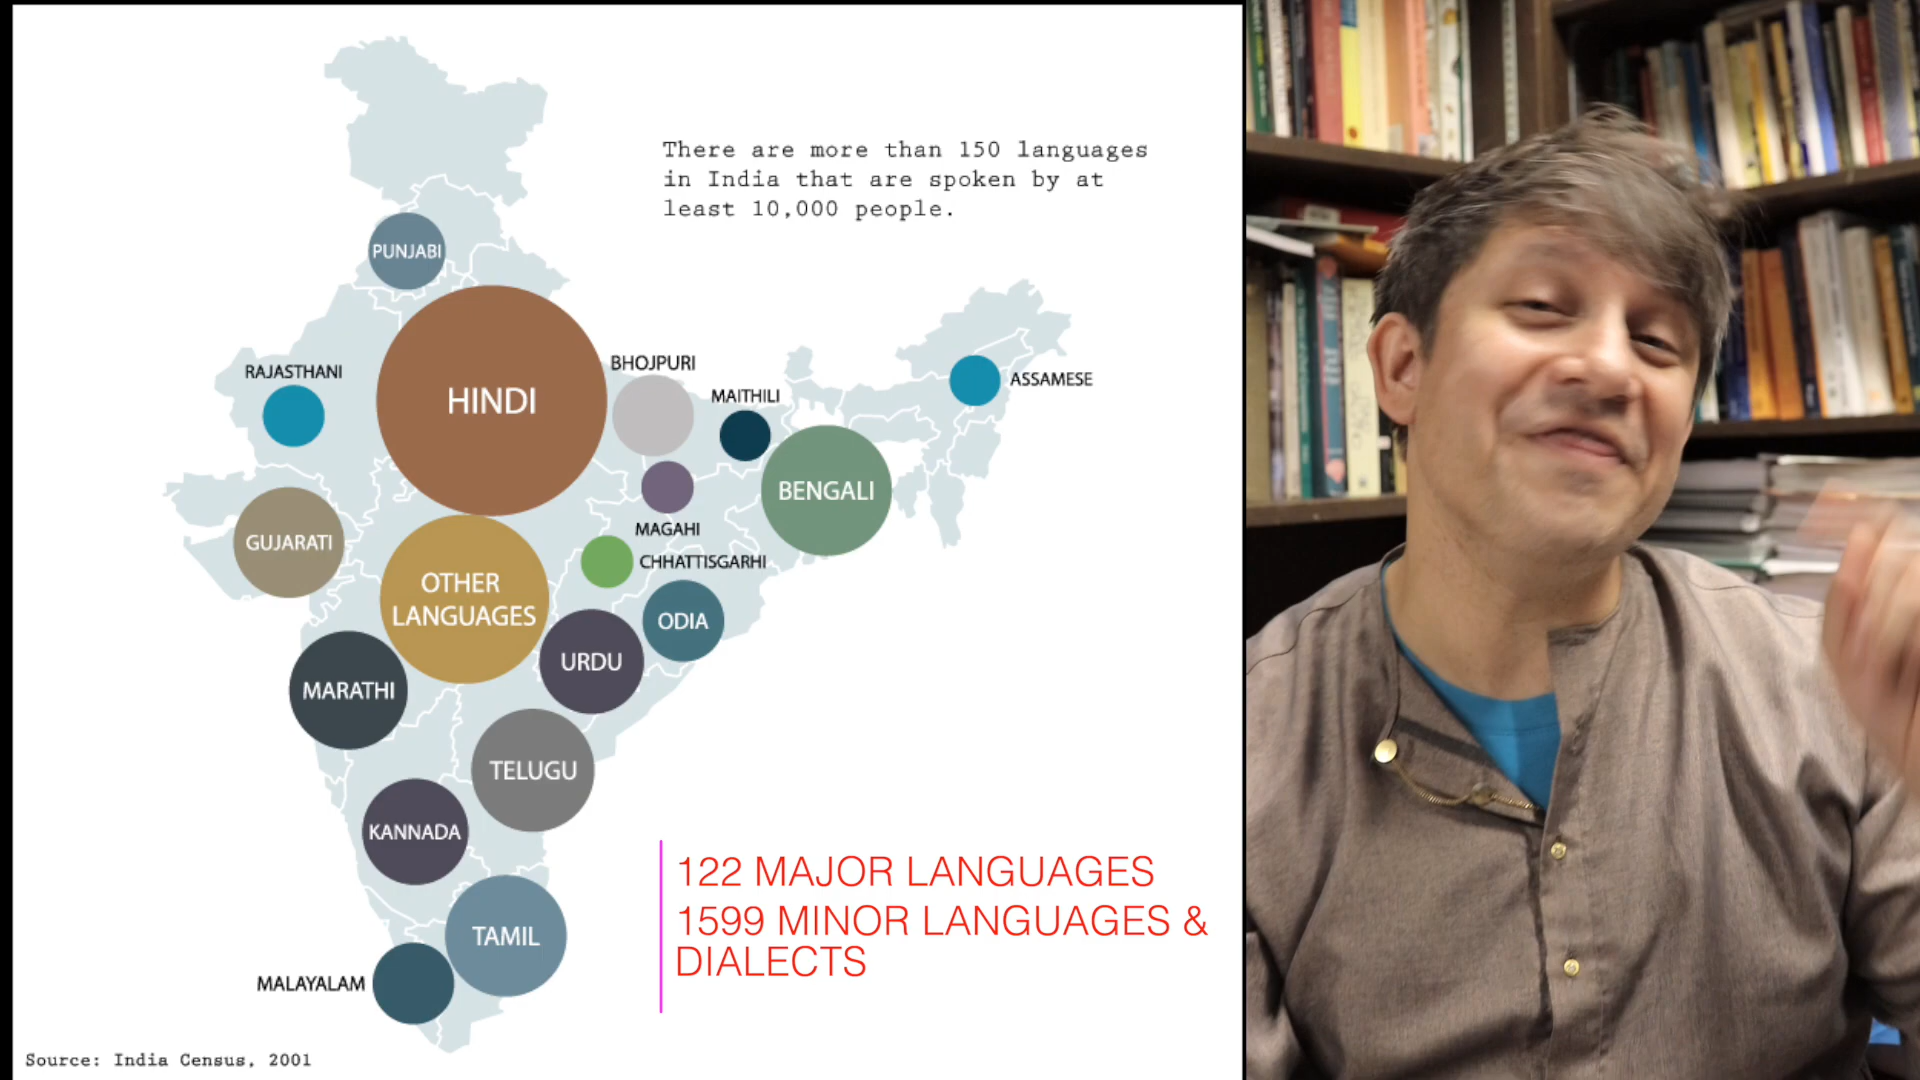 There are more than 150 languages
in India that are spoken by at
least 10,000 people.
PUNJABI
HINDI
RAJASTHANI
BHOJPURI
MAITHILI
ASSAMESE
BENGALI
GUJARATI
MAGAHI
CHHATTISGARHI
OTHER
LANGUAGES
ODIA
URDU
MARATHI
TELUGU
KANNADA
TAMIL
MALAYALAM
122 MAJOR LANGUAGES
1599 MINOR LANGUAGES &
DIALECTS
Source: India Census, 2001